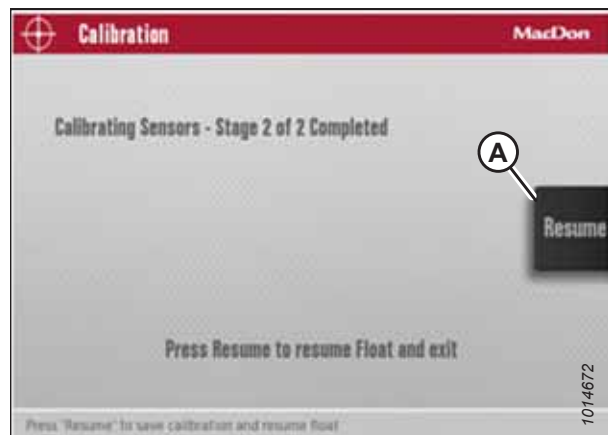 Calibration
MacDon
Calibrating Sensors - Stage 2 of 2 Completed
A
Resume
Press Resume to resume Float and exit
1014672
Press 'Resume' to save calibration and resume float